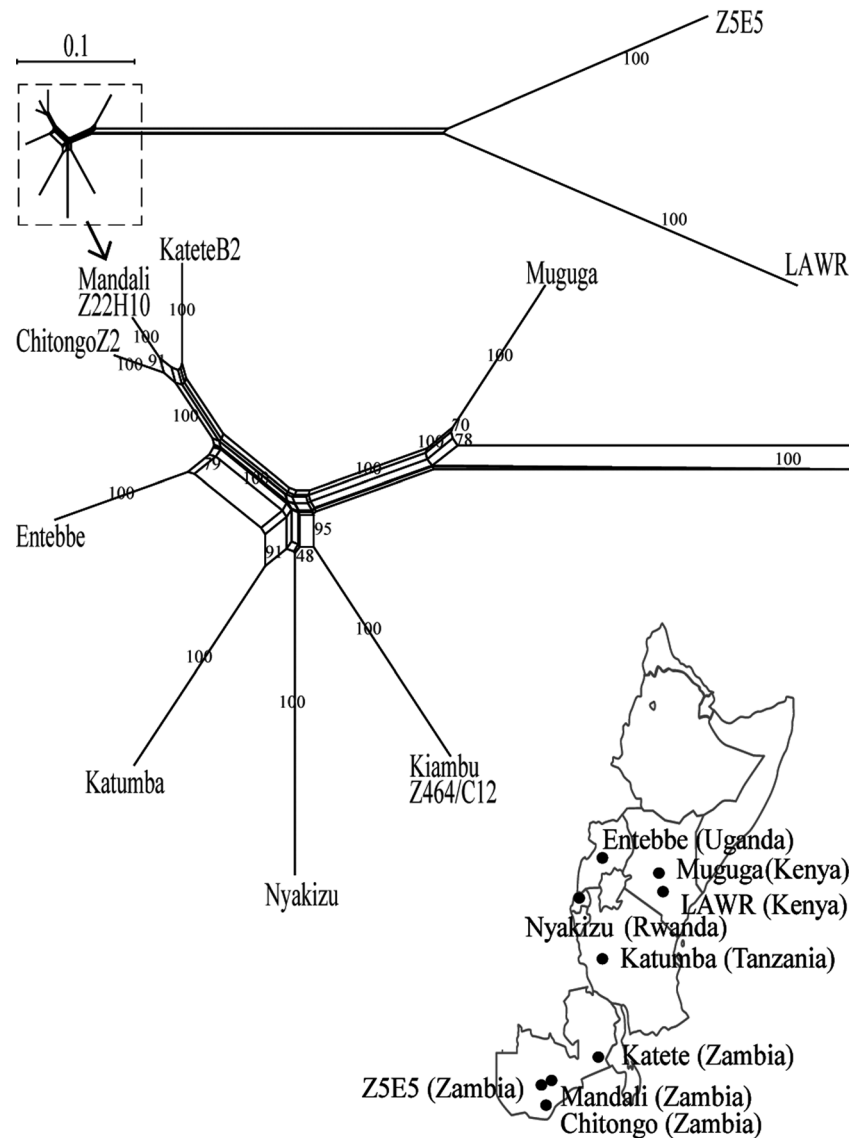 Z5E5
0.1
100
100
LAWR
KateteB2
Mandali
Z22H10
Muguga
100
100
ChitongoZ2
91
100
100
100
70
100
78
79
100
100
100
100
Entebbe
95
91
48
100
100
100
Katumba
Kiambu
Z464/C12
Nyakizu
Entebbe (Uganda)
Muguga(Kenya)
LAWR (Kenya)
Nyakizu (Rwanda)
Katumba (Tanzania)
Katete (Zambia)
Z5E5 (Zambia)
Mandali (Zambia)
Chitongo (Zambia)